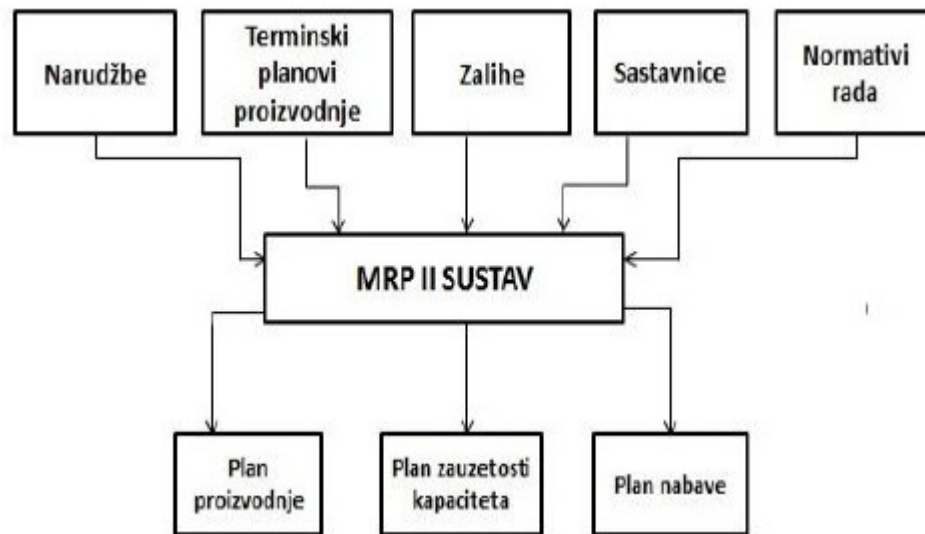 Narudžbe
Terminski
planovi
proizvodnje
Zalihe
Sastavnice
Normativi
rada
MRP II SUSTAV
Plan
proizvodnje
Plan zauzetosti
kapaciteta
Plan nabave